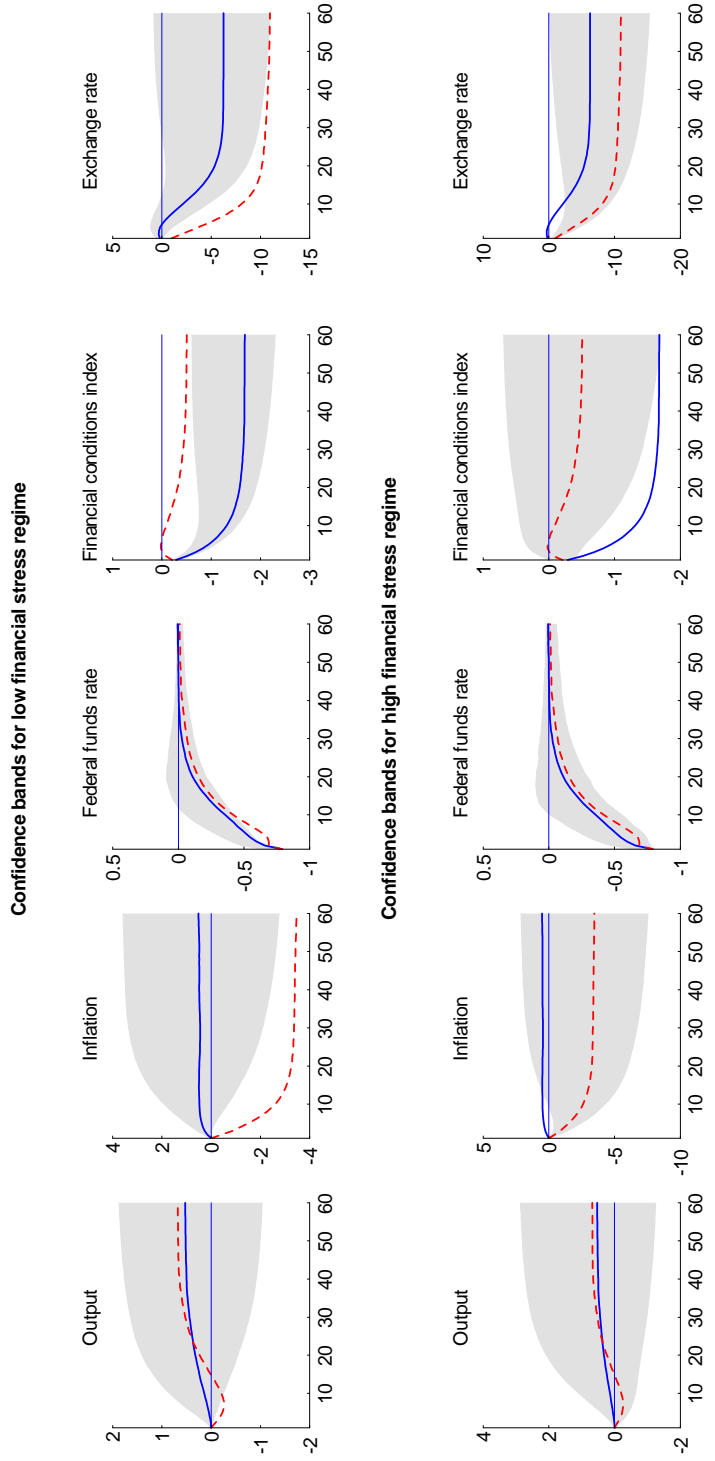 Confidence bands for low financial stress regime
Output
2
1
0
-1
-2
10 20 30 40 50 60
Inflation
4
2
0
-2
-4
10 20 30 40 50 60
Federal funds rate
0.5
0
-0.5
-1
10 20 30 40 50 60
Financial conditions index
1
0
-1
-2
-3
10 20 30 40 50 60
Exchange rate
5
0
-5
-10
-15
10 20 30 40 50 60
Confidence bands for high financial stress regime
Output
4
2
0
-2
10 20 30 40 50 60
Inflation
5
0
-5
-10
10 20 30 40 50 60
Federal funds rate
0.5
0
-0.5
-1
10 20 30 40 50 60
Financial conditions index
1
0
-1
-2
10 20 30 40 50 60
Exchange rate
10
0
-10
-20
10 20 30 40 50 60